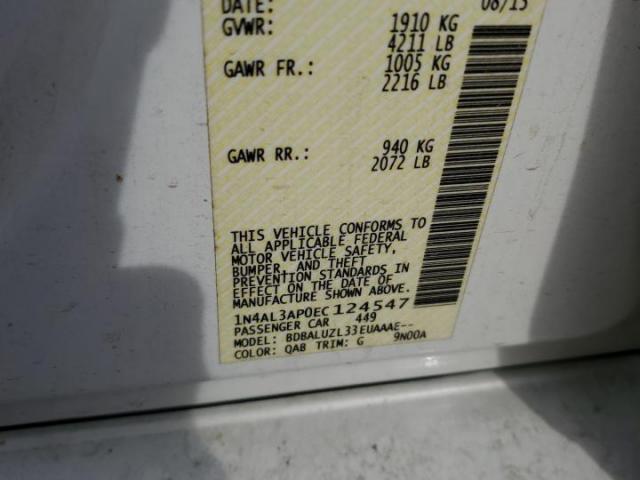 DATE: 08/13
GVWR: 1910 KG
4211 LB
GAWR FR.: 1005 KG
2216 LB
GAWR RR.: 940 KG
2072 LB
THIS VEHICLE CONFORMS TO
ALL APPLICABLE FEDERAL
MOTOR VEHICLE SAFETY,
BUMPER, AND THEFT
PREVENTION STANDARDS IN
EFFECT ON THE DATE OF
MANUFACTURE SHOWN ABOVE.
1N4AL3AP0EC124547
PASSENGER CAR 449
MODEL: BDBALUZL33EUAAAE--
COLOR: QAB TRIM: G 9N00A